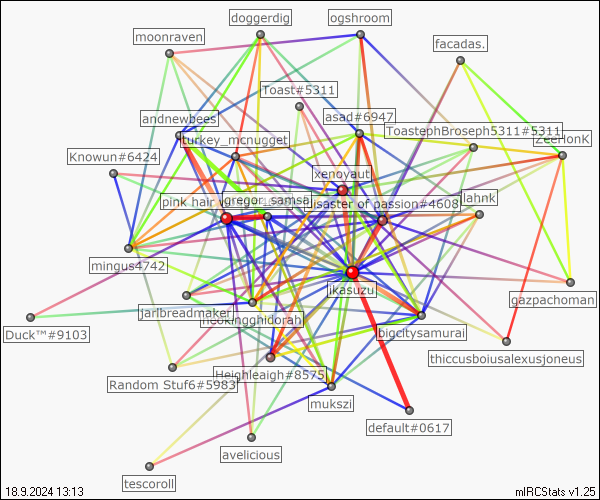 doggerdig
ogshroom
moonraven
facadas.
Toast#5311
andnewbees
asad#6947
ToastephBroseph5311#5311
turkey_mcnugget
ZeeHonK
Knowun#6424
xenoyaut
pink hair
gregor_samsa
isaster of passion#4608
lahnk
mingus4742
ikasuzu
gazpachoman
jarlbreadmaker
Duck™#9103
bigcitysamurai
thiccusboiusalexusjoneus
Heighleaigh#8575
Random Stuf6#5983
mukszi
default#0617
avelicious
tescoroll
18.9.2024 13:13
mIRCStats v1.25